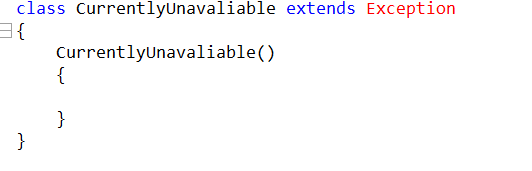 class CurrentlyUnavaliable extends Exception
{
    CurrentlyUnavaliable()
    {
    }
}